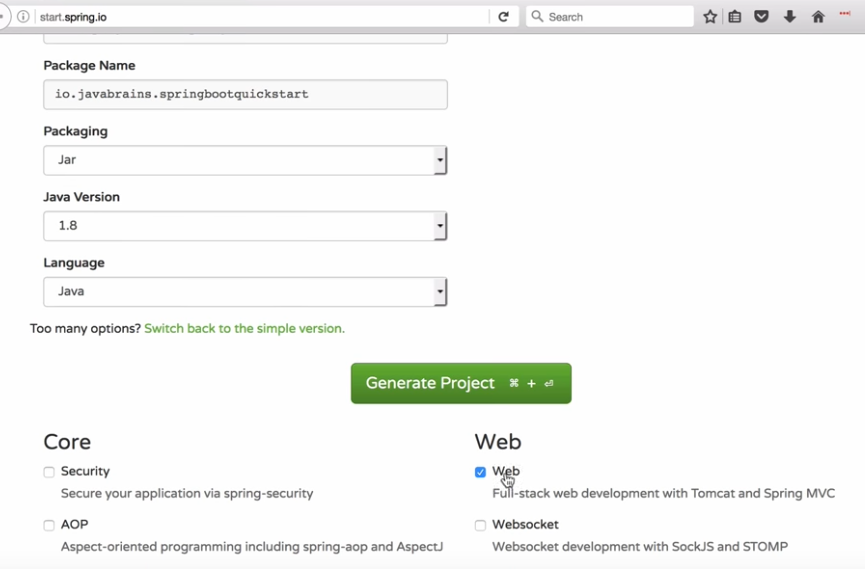 start.spring.io
Search
Package Name
io.javabrains.springbootquickstart
Packaging
Jar
Java Version
1.8
Language
Java
Too many options? Switch back to the simple version.
Generate Project ⌘ + ⏎
Core
Security
Secure your application via spring-security
AOP
Aspect-oriented programming including spring-aop and AspectJ
Web
Web
Full-stack web development with Tomcat and Spring MVC
Websocket
Websocket development with SockJS and STOMP